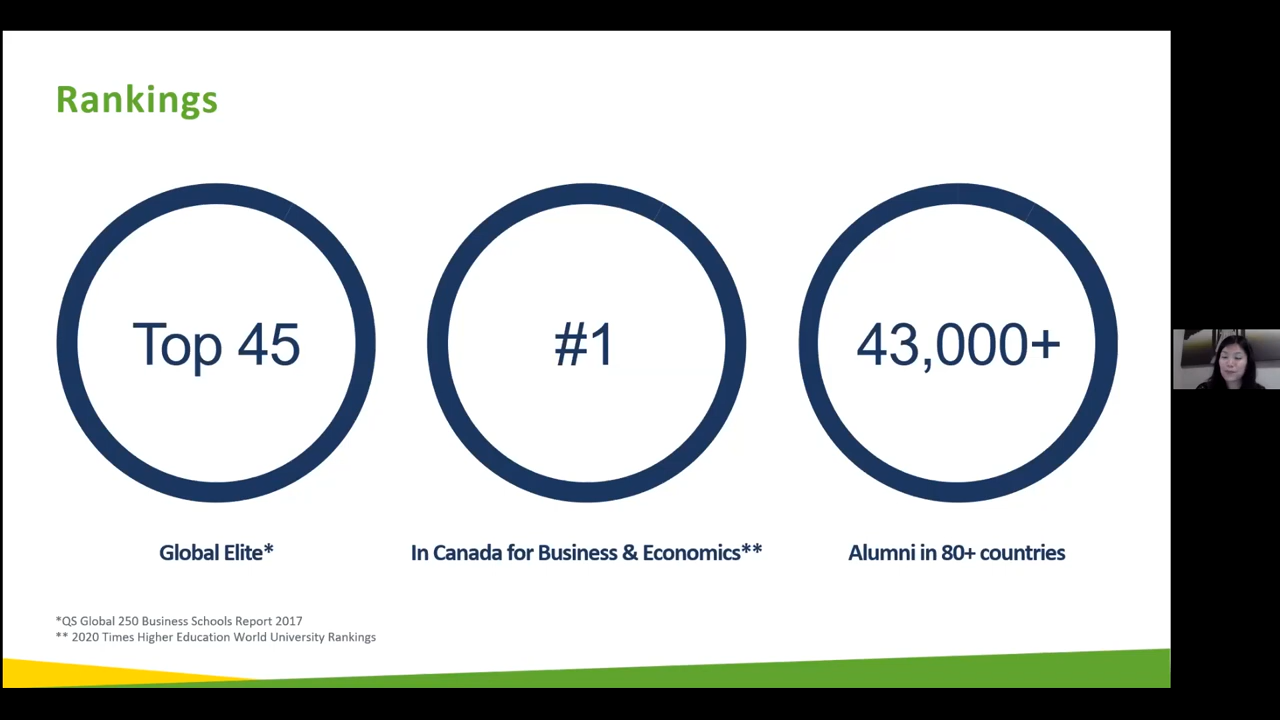 Rankings
Top 45
#1
43,000+
Global Elite*
In Canada for Business & Economics**
Alumni in 80+ countries
*QS Global 250 Business Schools Report 2017
** 2020 Times Higher Education World University Rankings